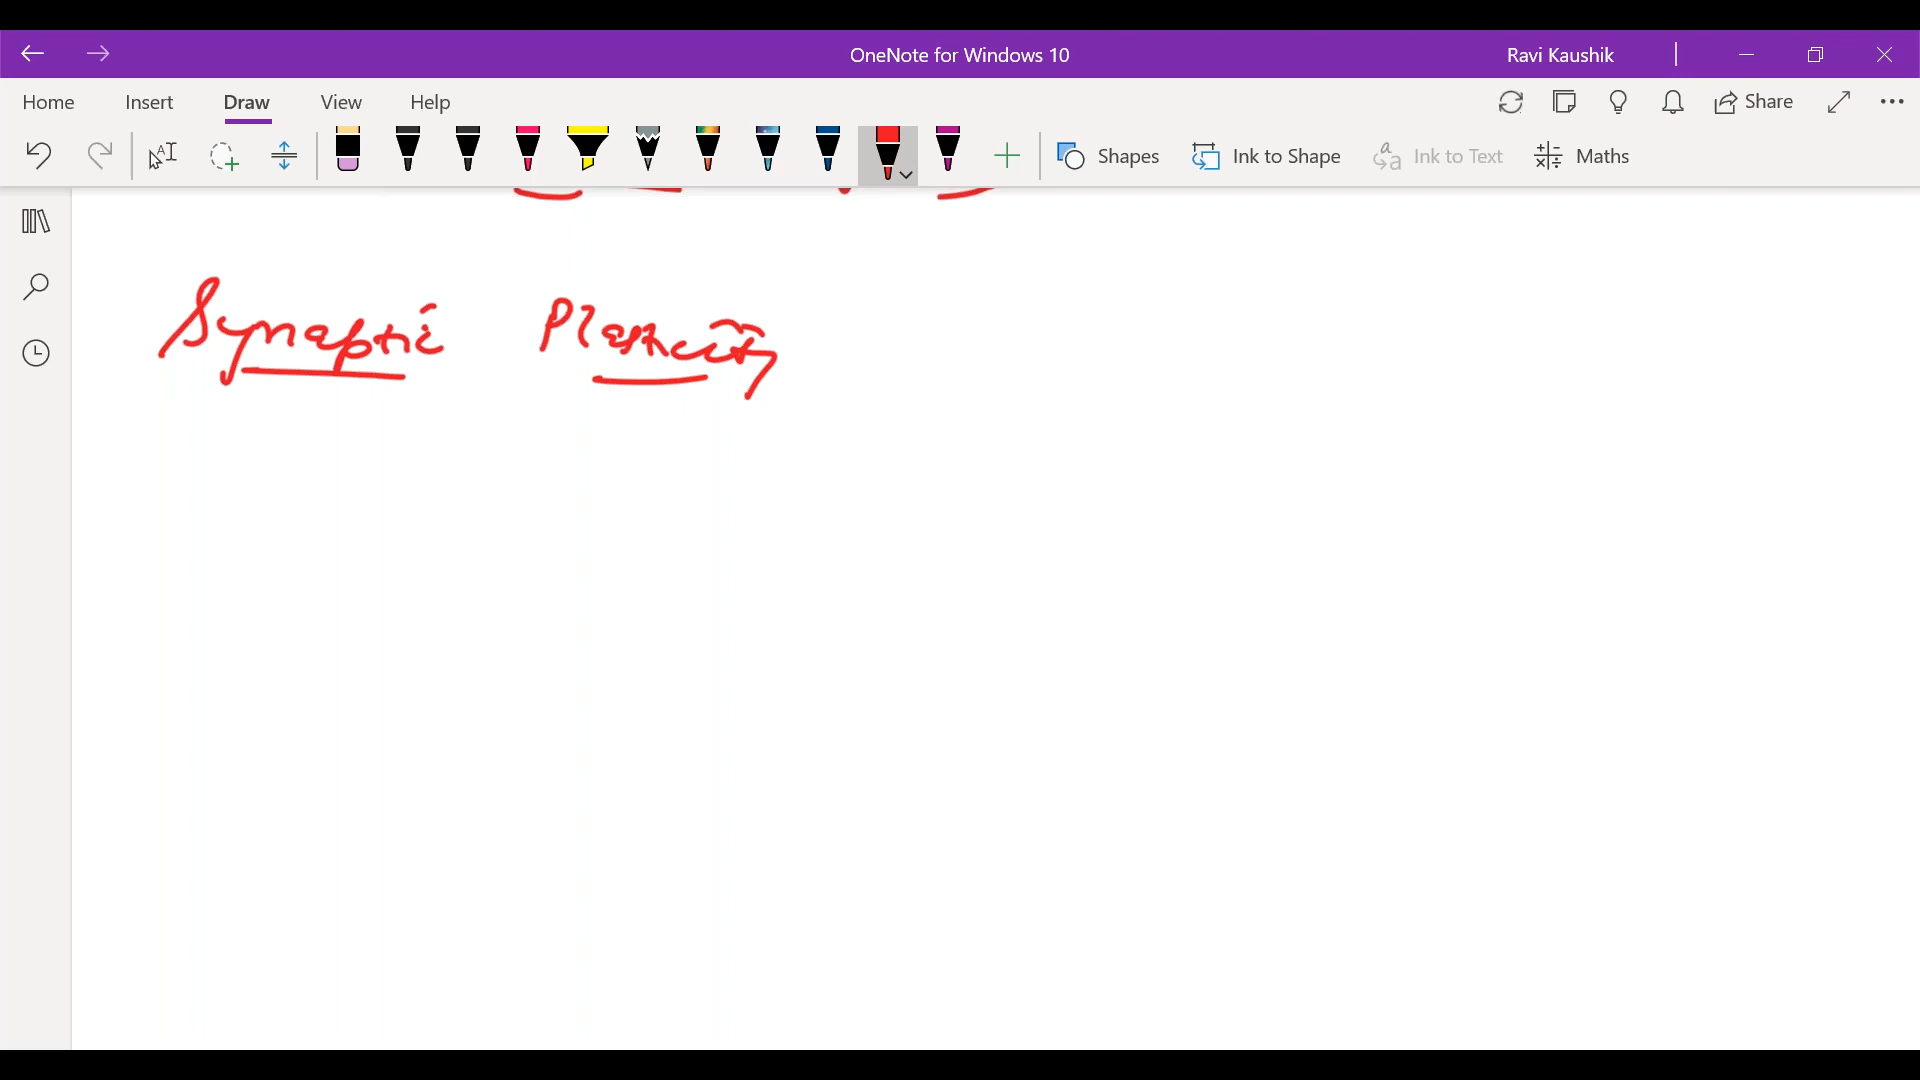 OneNote for Windows 10 Ravi Kaushik
Home Insert Draw View Help Share
Shapes Ink to Shape Ink to Text Maths
Synaptic Plasticity